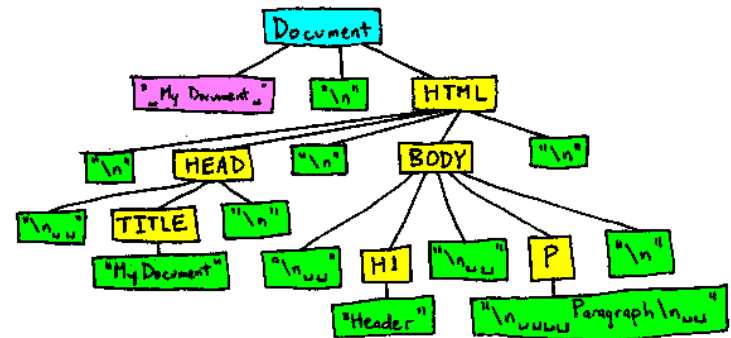 Document
"␣My Document␣"
"\n"
HTML
"\n"
HEAD
"\n"
BODY
"\n"
"\n␣␣"
TITLE
"\n"
"\n␣␣"
H1
"\n␣␣"
P
"\n"
"My Document"
"Header"
"\n␣␣␣␣Paragraph\n␣␣"